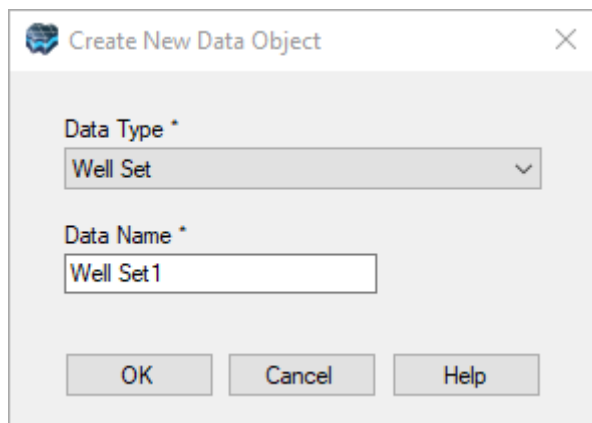 Create New Data Object
Data Type *
Well Set
Data Name *
Well Set1
OK Cancel Help